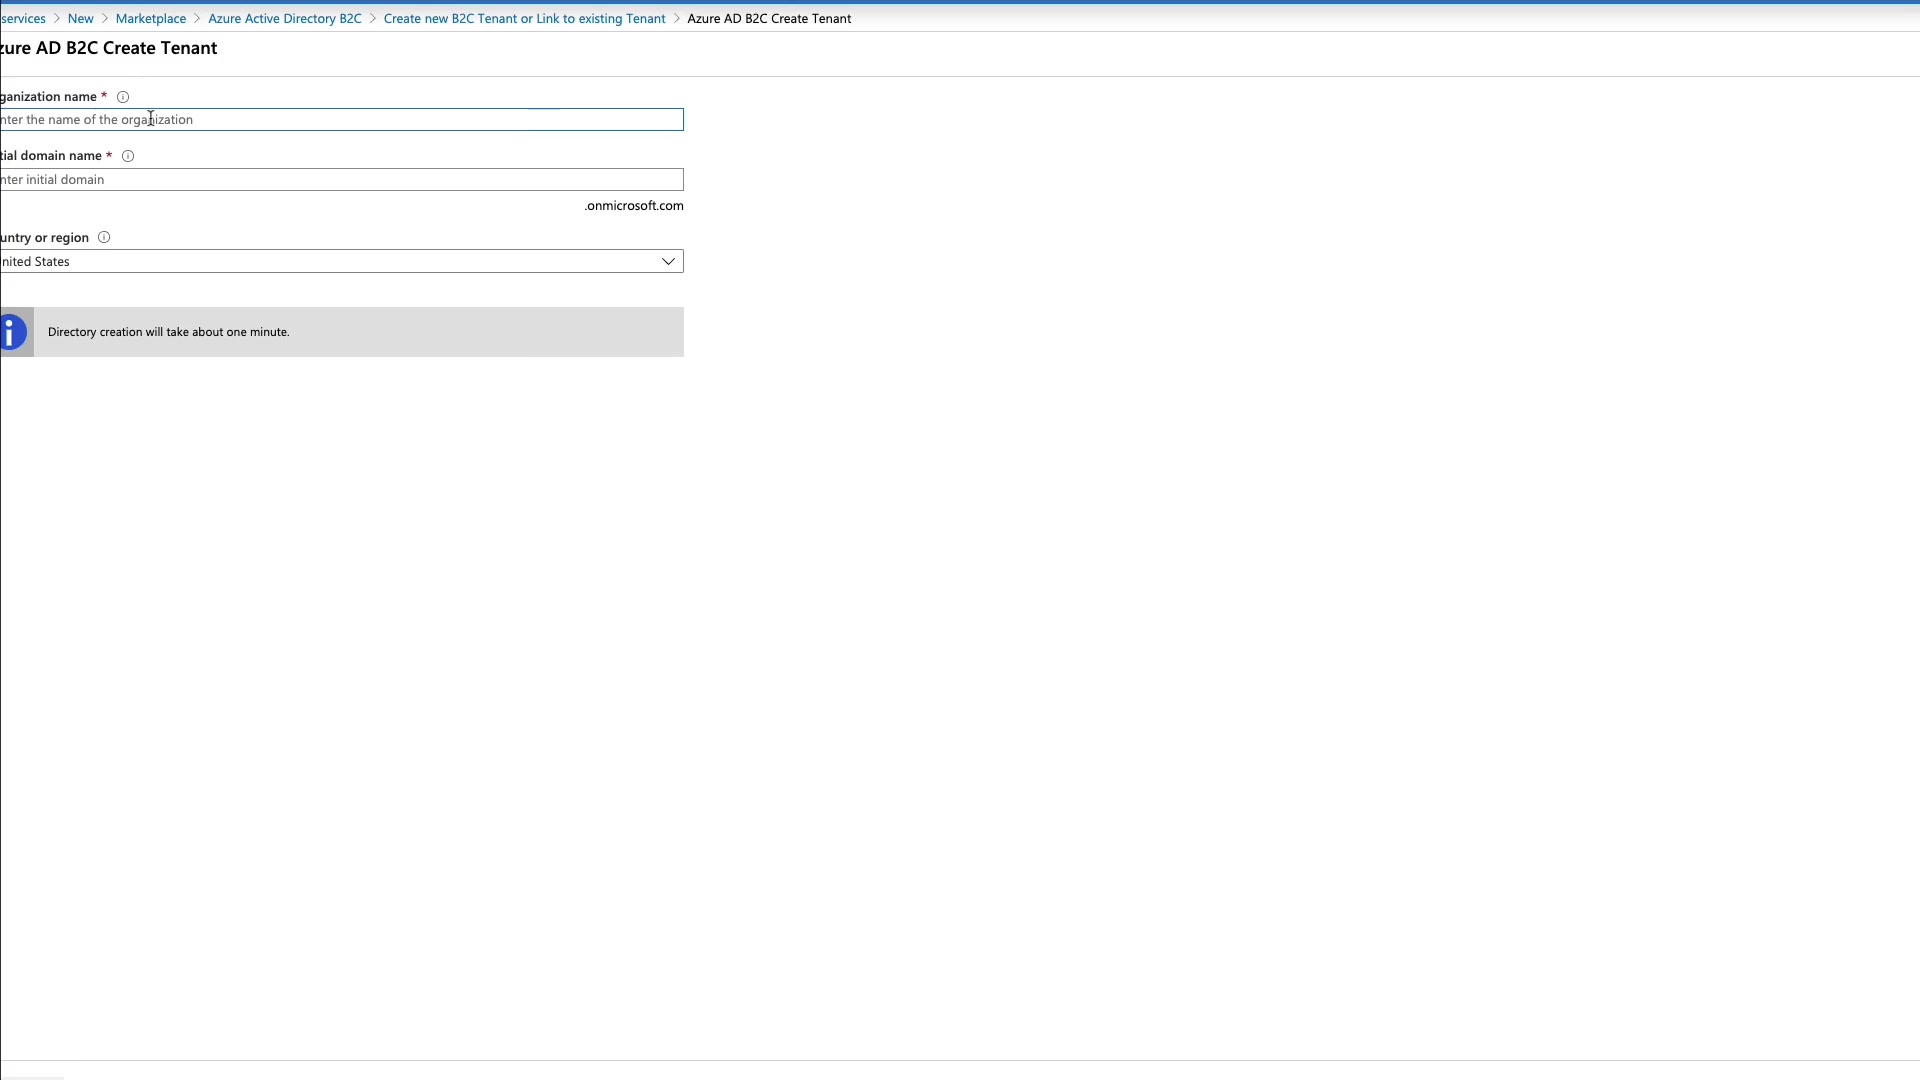 services > New > Marketplace > Azure Active Directory B2C > Create new B2C Tenant or Link to existing Tenant > Azure AD B2C Create Tenant
zure AD B2C Create Tenant
ganization name *
nter the name of the organization
tial domain name *
nter initial domain
.onmicrosoft.com
untry or region
nited States
Directory creation will take about one minute.